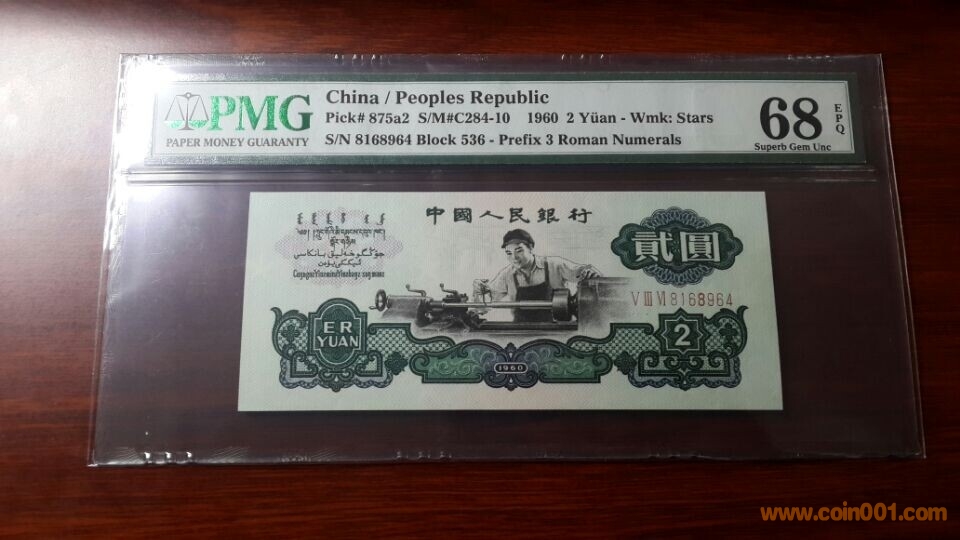 PMG
PAPER MONEY GUARANTY
China / Peoples Republic
Pick# 875a2 S/M#C284-10 1960 2 Yüan - Wmk: Stars
S/N 8168964 Block 536 - Prefix 3 Roman Numerals
68
EPQ
Superb Gem Unc
中國人民銀行
貳圓
V III VI 8168964
ER
YUAN
2
1960
www.coin001.com